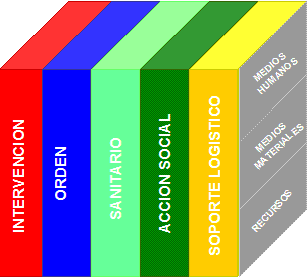 INTERVENCION
ORDEN
SANITARIO
ACCION SOCIAL
SOPORTE LOGISTICO
MEDIOS
HUMANOS
MEDIOS
MATERIALES
RECURSOS